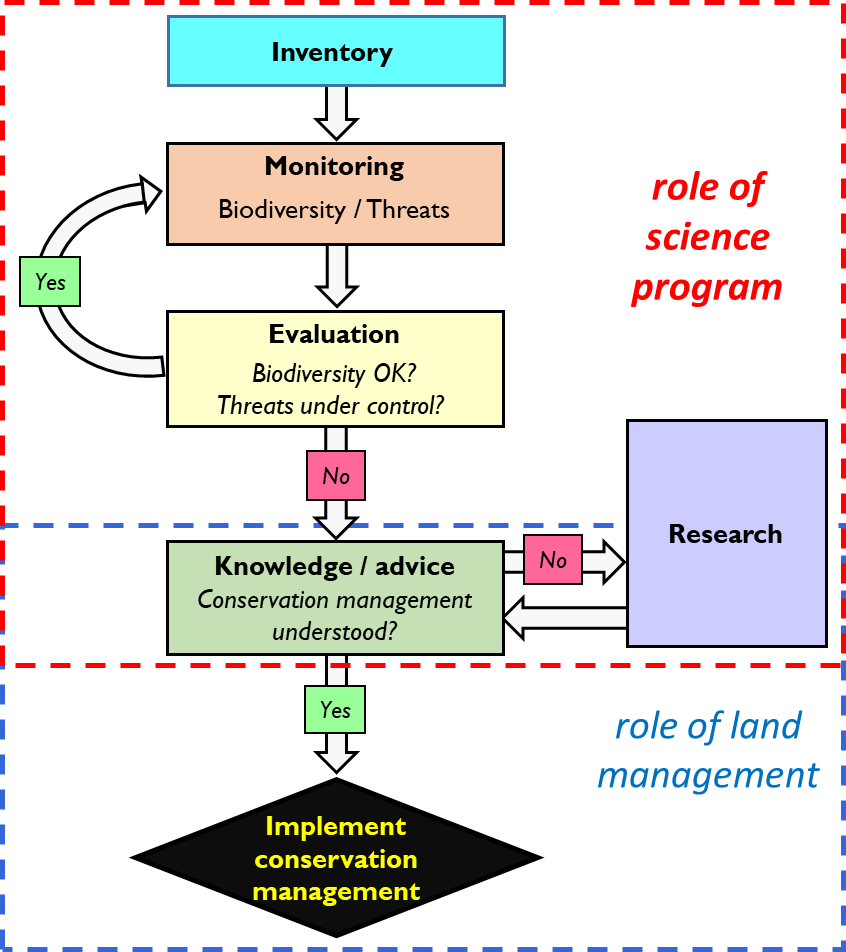 Inventory
Monitoring
Biodiversity / Threats
role of
science
program
Yes
Evaluation
Biodiversity OK?
Threats under control?
No
Research
Knowledge / advice
Conservation management
understood?
No
Yes
role of land
management
Implement
conservation
management